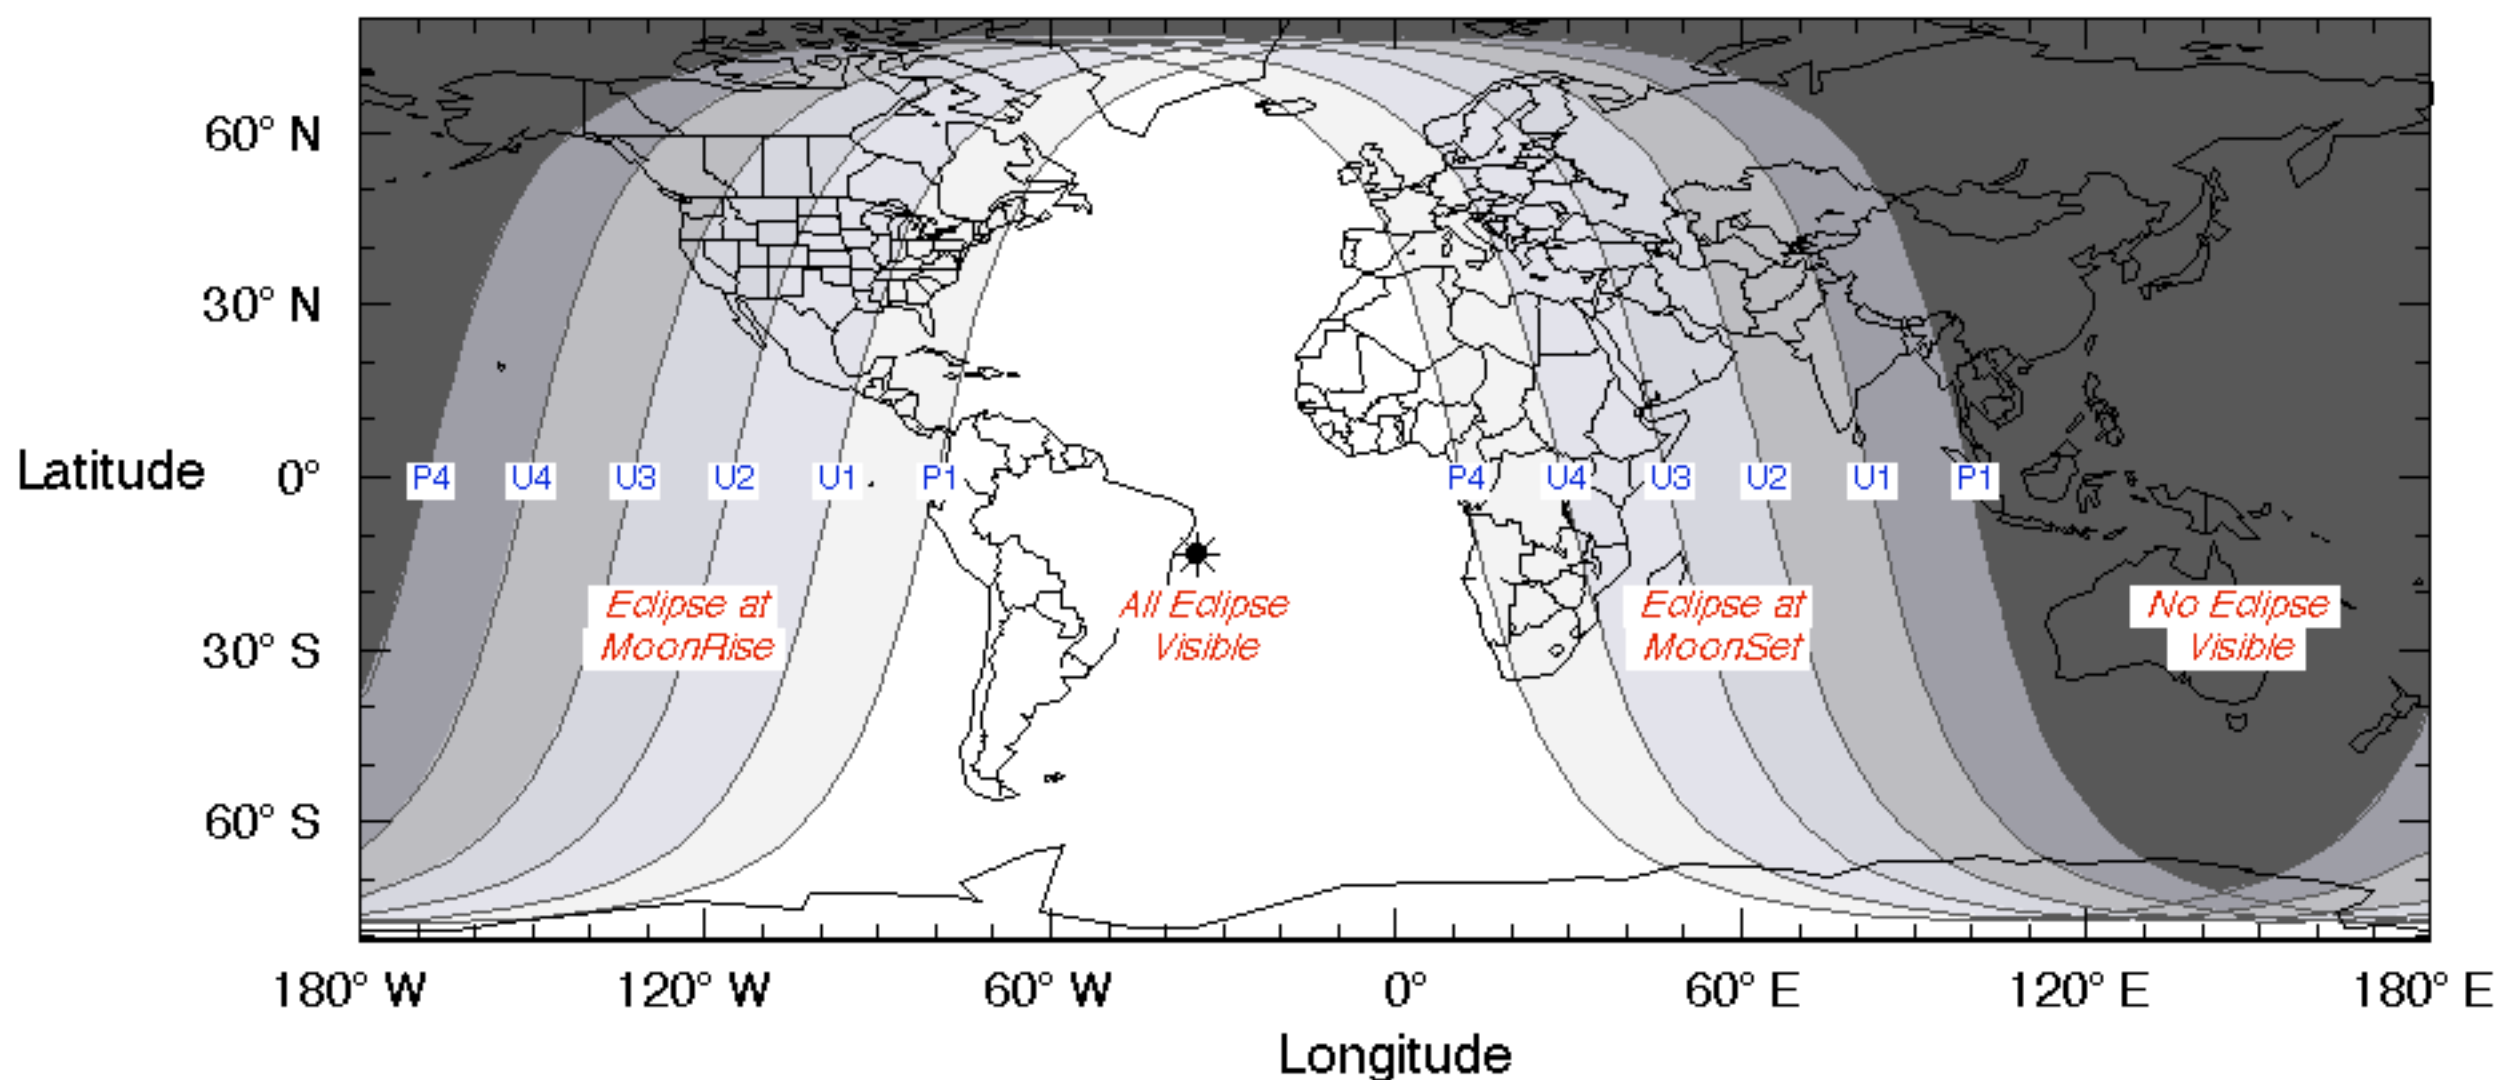 60° N
30° N
Latitude 0°
P4 U4 U3 U2 U1 P1 P4 U4 U3 U2 U1 P1
Eclipse at
MoonRise
All Eclipse
Visible
Eclipse at
MoonSet
No Eclipse
Visible
30° S
60° S
180° W 120° W 60° W 0° 60° E 120° E 180° E
Longitude